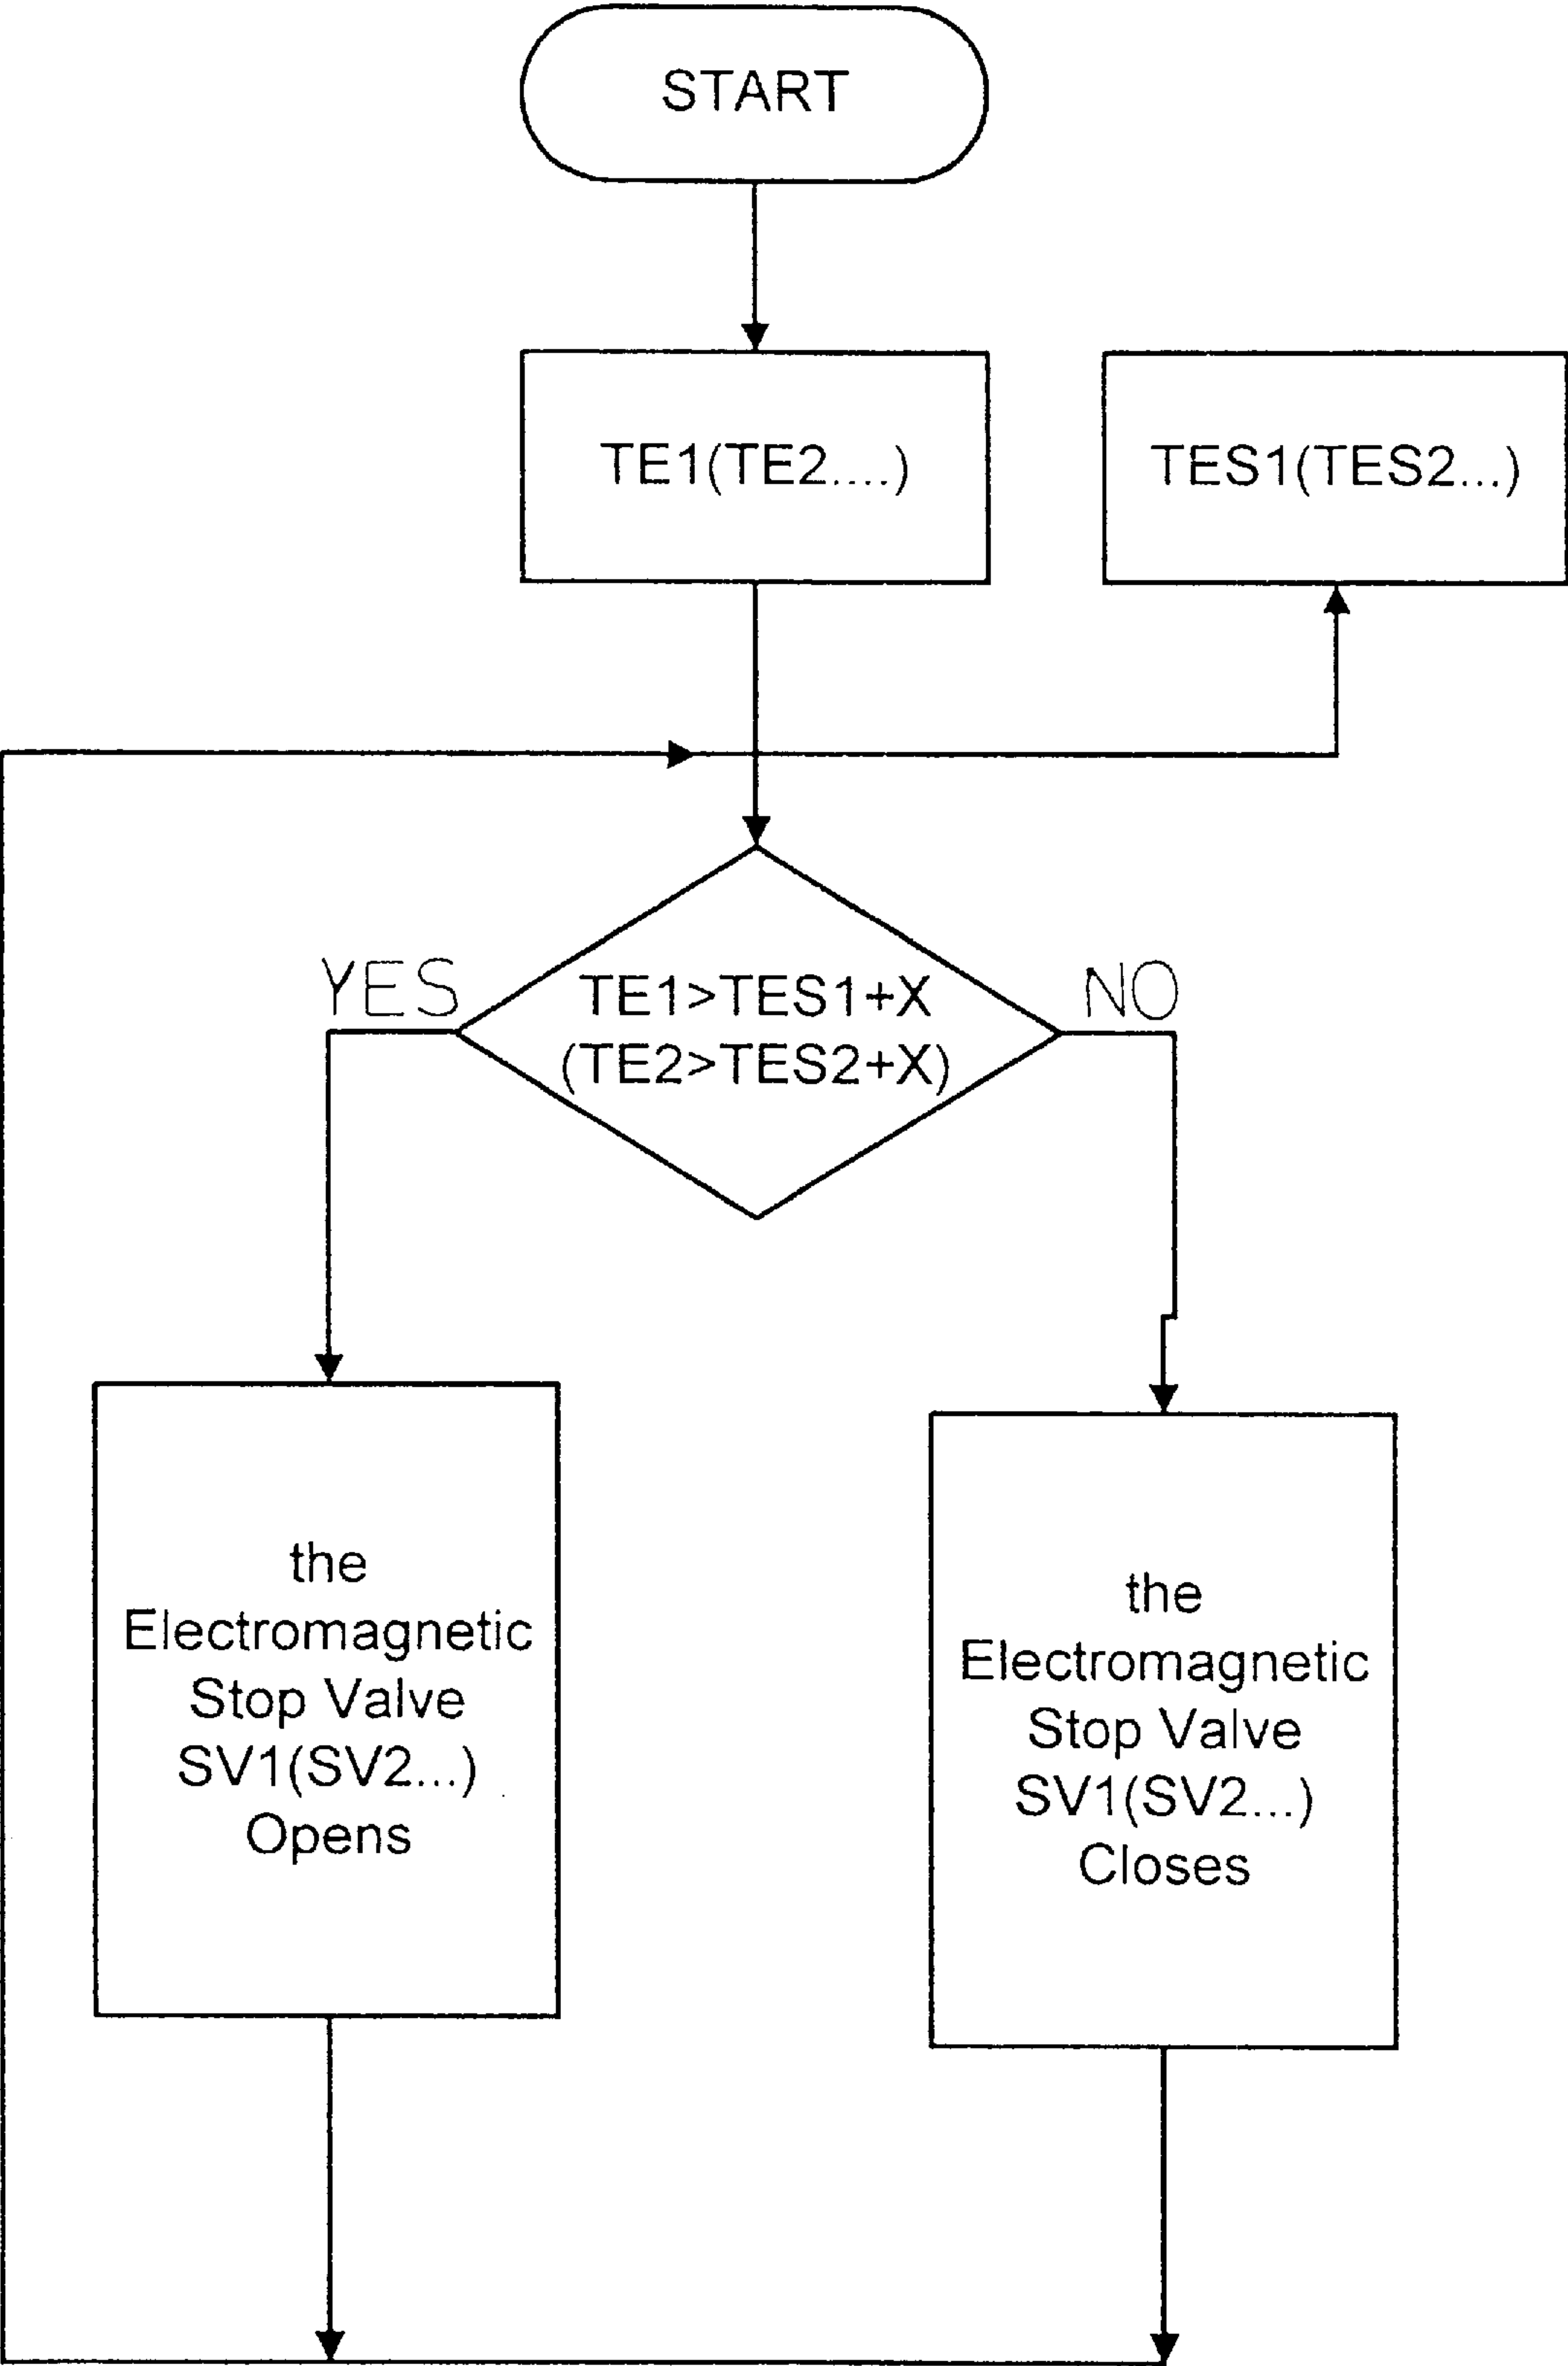 START
TE1(TE2....)
TES1(TES2...)
YES
TE1>TES1+X
(TE2>TES2+X)
NO
the
Electromagnetic
Stop Valve
SV1(SV2...)
Opens
the
Electromagnetic
Stop Valve
SV1(SV2...)
Closes